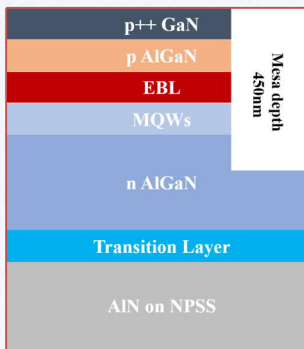 p++ GaN
p AlGaN
EBL
MQWs
n AlGaN
Transition Layer
AlN on NPSS
Mesa depth
450nm